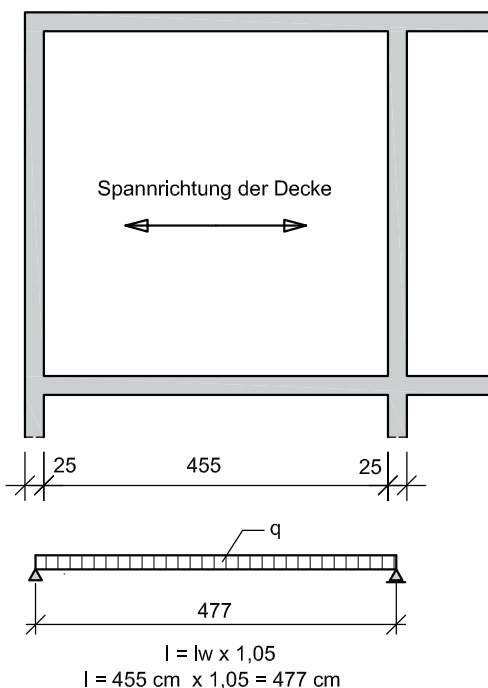 Spannrichtung der Decke
25 455 25
q
477
l = lw x 1,05
l = 455 cm x 1,05 = 477 cm